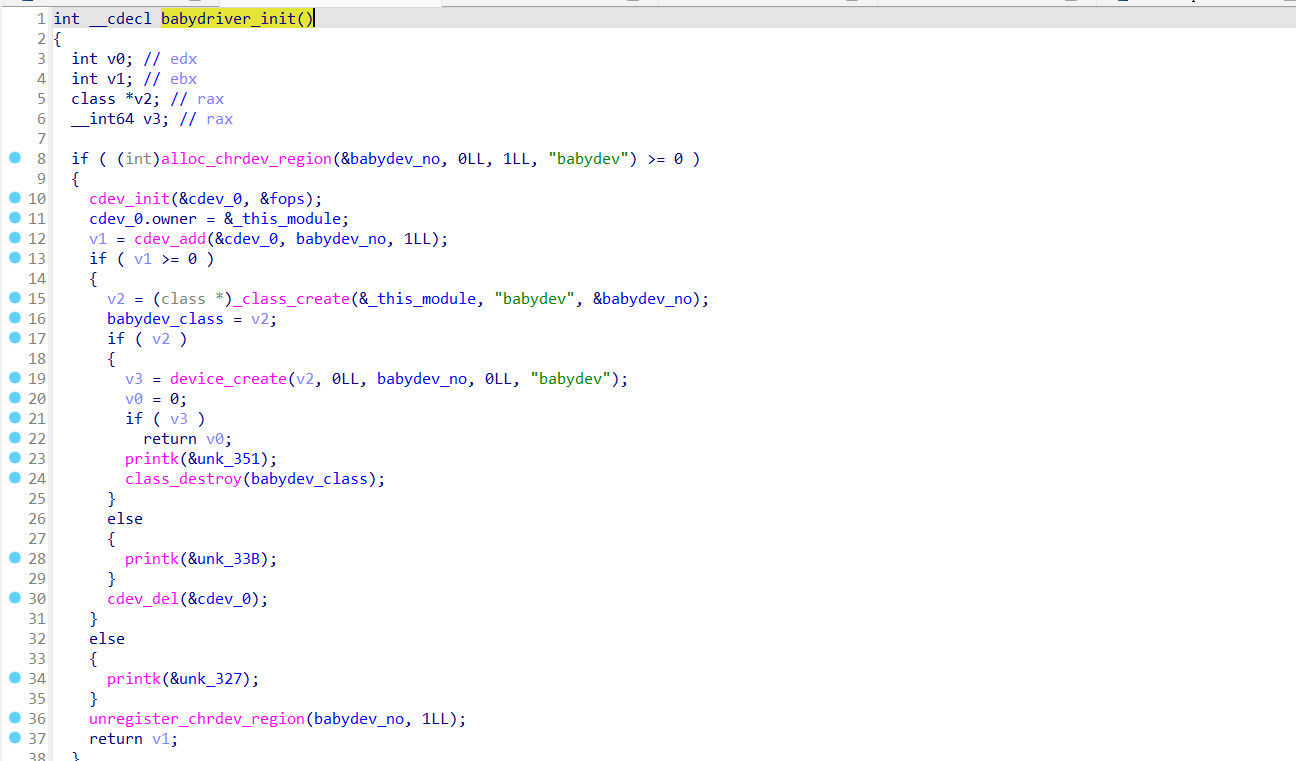 1 int __cdecl babydriver_init()
2 {
3   int v0; // edx
4   int v1; // ebx
5   class *v2; // rax
6   __int64 v3; // rax
7
8   if ( (int)alloc_chrdev_region(&babydev_no, 0LL, 1LL, "babydev") >= 0 )
9   {
10     cdev_init(&cdev_0, &fops);
11     cdev_0.owner = &_this_module;
12     v1 = cdev_add(&cdev_0, babydev_no, 1LL);
13     if ( v1 >= 0 )
14     {
15       v2 = (class *)_class_create(&_this_module, "babydev", &babydev_no);
16       babydev_class = v2;
17       if ( v2 )
18       {
19         v3 = device_create(v2, 0LL, babydev_no, 0LL, "babydev");
20         v0 = 0;
21         if ( v3 )
22           return v0;
23         printk(&unk_351);
24         class_destroy(babydev_class);
25       }
26       else
27       {
28         printk(&unk_33B);
29       }
30       cdev_del(&cdev_0);
31     }
32     else
33     {
34       printk(&unk_327);
35     }
36     unregister_chrdev_region(babydev_no, 1LL);
37     return v1;
38   }